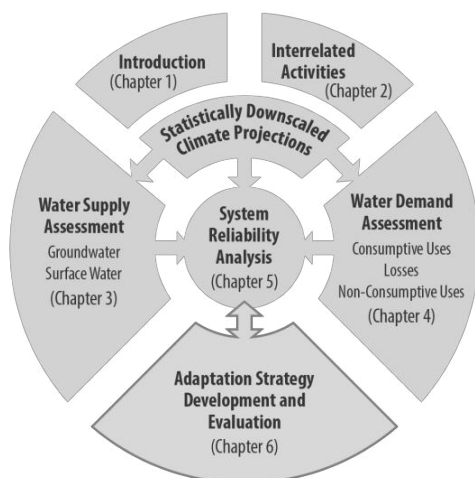 Introduction
(Chapter 1)
Interrelated
Activities
(Chapter 2)
Statistically Downscaled
Climate Projections
Water Supply
Assessment
Groundwater
Surface Water
(Chapter 3)
System
Reliability
Analysis
(Chapter 5)
Water Demand
Assessment
Consumptive Uses
Losses
Non-Consumptive Uses
(Chapter 4)
Adaptation Strategy
Development and
Evaluation
(Chapter 6)